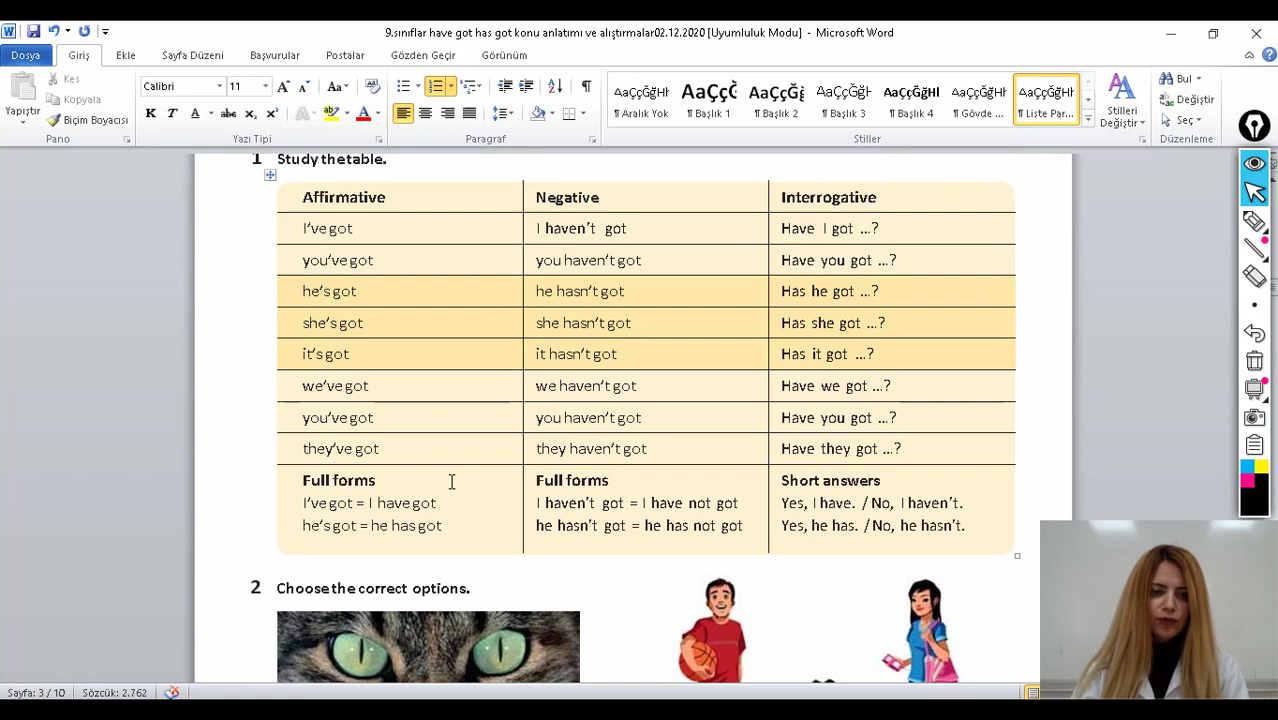 9.sınıflar have got has got konu anlatımı ve alıştırmalar02.12.2020 [Uyumluluk Modu] - Microsoft Word
Dosya Giriş Ekle Sayfa Düzeni Başvurular Postalar Gözden Geçir Görünüm
Yapıştır
Kes
Kopyala
Biçim Boyacısı
Pano
Calibri 11
K T A abc x₂ x²
Yazı Tipi
Paragraf
AaÇçĞğHł AaÇçĞ AaÇçĞğ AaÇçĞğH AaÇçĞğHİ AaÇçĞğHł AaÇçĞğHł
¶ Aralık Yok ¶ Başlık 1 ¶ Başlık 2 ¶ Başlık 3 ¶ Başlık 4 ¶ Gövde ... ¶ Liste Par...
Stilleri
Değiştir
Stiller
Bul
Değiştir
Seç
Düzenleme
1 Study the table.
Affirmative Negative Interrogative
I've got I haven't got Have I got ...?
you've got you haven't got Have you got ...?
he's got he hasn't got Has he got ...?
she's got she hasn't got Has she got ...?
it's got it hasn't got Has it got ...?
we've got we haven't got Have we got ...?
you've got you haven't got Have you got ...?
they've got they haven't got Have they got ...?
Full forms Full forms Short answers
I've got = I have got I haven't got = I have not got Yes, I have. / No, I haven't.
he's got = he has got he hasn't got = he has not got Yes, he has. / No, he hasn't.
2 Choose the correct options.
Sayfa: 3 / 10 Sözcük: 2.762